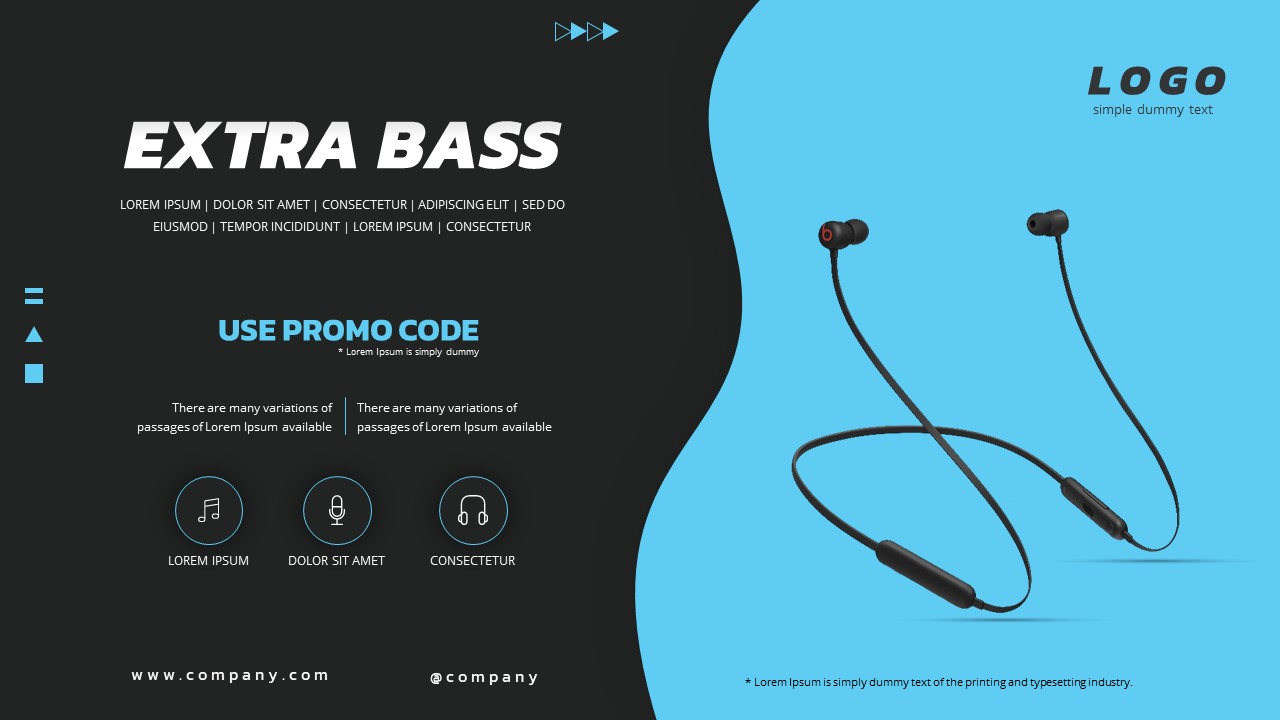 LOGO
simple dummy text
EXTRA BASS
LOREM IPSUM | DOLOR SIT AMET | CONSECTETUR | ADIPISCING ELIT | SED DO
EIUSMOD | TEMPOR INCIDIDUNT | LOREM IPSUM | CONSECTETUR
USE PROMO CODE
* Lorem Ipsum is simply dummy
There are many variations of
passages of Lorem Ipsum available
There are many variations of
passages of Lorem Ipsum available
LOREM IPSUM
DOLOR SIT AMET
CONSECTETUR
www.company.com
@company
* Lorem Ipsum is simply dummy text of the printing and typesetting industry.